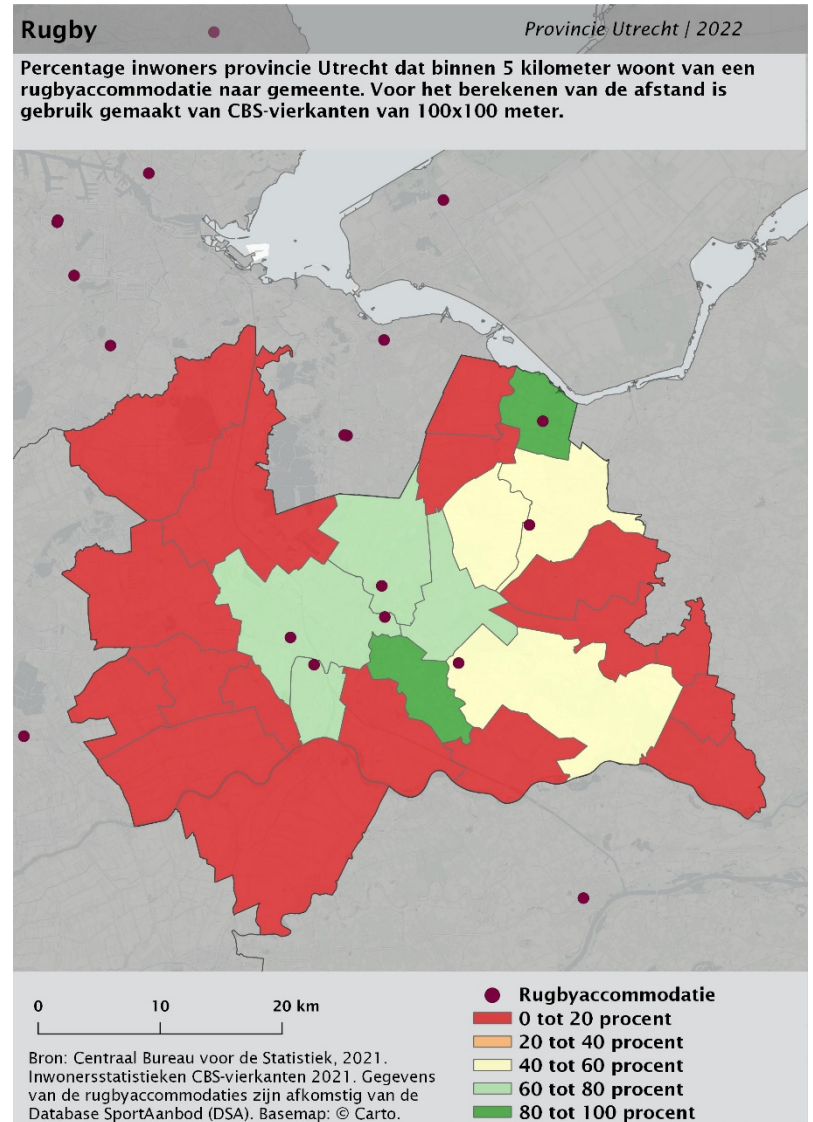 Rugby
Provincie Utrecht | 2022
Percentage inwoners provincie Utrecht dat binnen 5 kilometer woont van een
rugbyaccommodatie naar gemeente. Voor het berekenen van de afstand is
gebruik gemaakt van CBS-vierkanten van 100x100 meter.
0 10 20 km
Bron: Centraal Bureau voor de Statistiek, 2021.
Inwonersstatistieken CBS-vierkanten 2021. Gegevens
van de rugbyaccommodaties zijn afkomstig van de
Database SportAanbod (DSA). Basemap: © Carto.
Rugbyaccommodatie
0 tot 20 procent
20 tot 40 procent
40 tot 60 procent
60 tot 80 procent
80 tot 100 procent